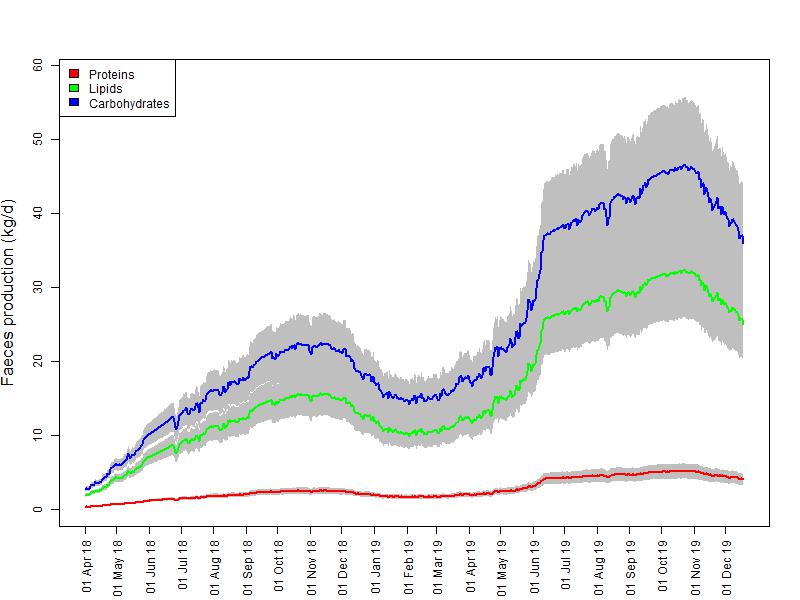 Proteins
Lipids
Carbohydrates
Faeces production (kg/d)
60
50
40
30
20
10
0
01 Apr 18
01 May 18
01 Jun 18
01 Jul 18
01 Aug 18
01 Sep 18
01 Oct 18
01 Nov 18
01 Dec 18
01 Jan 19
01 Feb 19
01 Mar 19
01 Apr 19
01 May 19
01 Jun 19
01 Jul 19
01 Aug 19
01 Sep 19
01 Oct 19
01 Nov 19
01 Dec 19